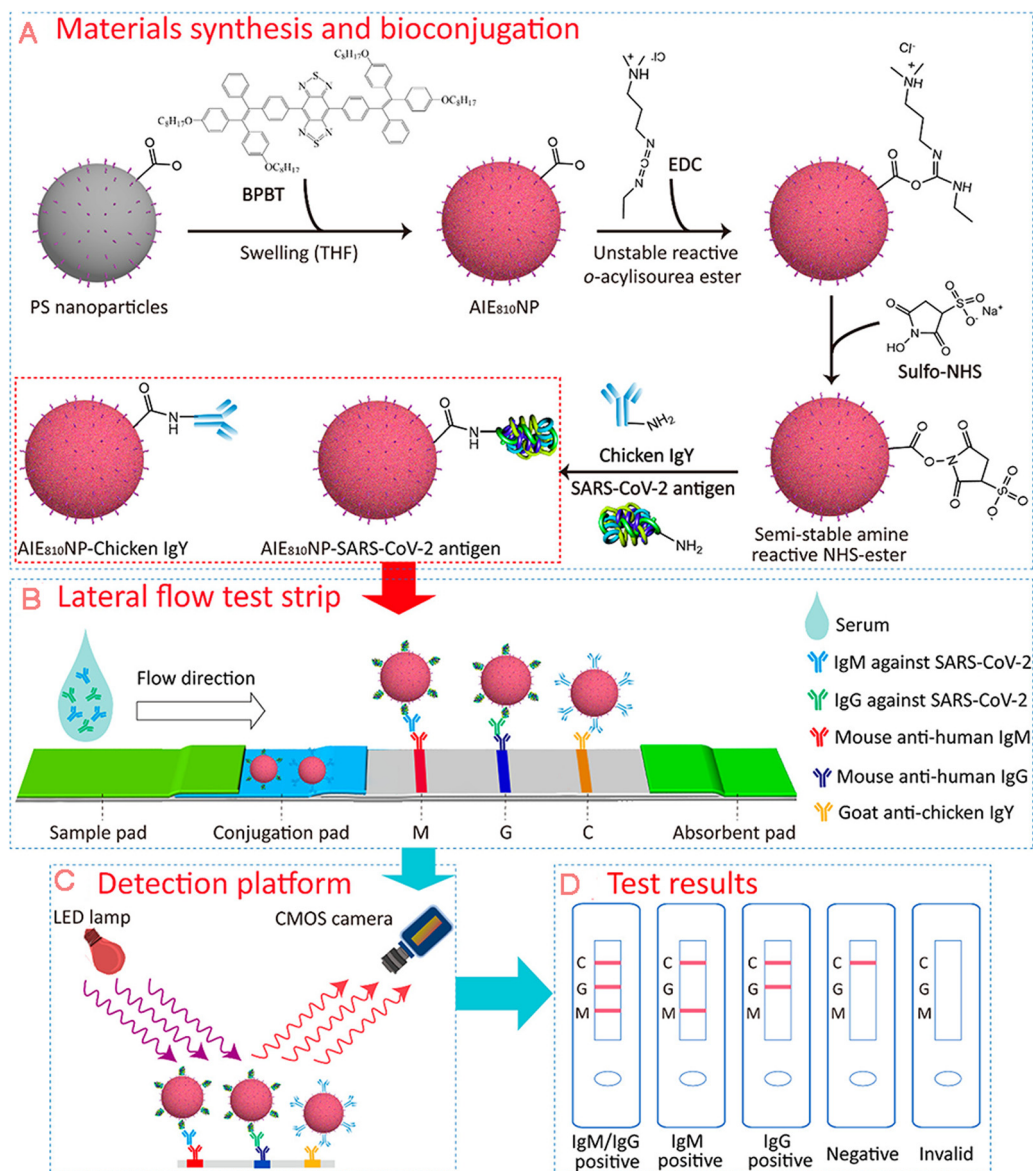 A Materials synthesis and bioconjugation
C8H17O
C8H17O
OC8H17
OC8H17
N S N
N S N
BPBT
Swelling (THF)
O
O
PS nanoparticles
O
O
AIE810NP
H
N
+
Cl-
N
C
N
EDC
Unstable reactive
o-acylisourea ester
Cl-
H
N
+
O
O
N
NH
O
O
S
O
O-
Na+
N
HO
O
Sulfo-NHS
O
O
N
O
O
S
O
O
O-
Semi-stable amine
reactive NHS-ester
NH2
Chicken IgY
SARS-CoV-2 antigen
NH2
O
N
H
AIE810NP-Chicken IgY
O
N
H
AIE810NP-SARS-CoV-2 antigen
B Lateral flow test strip
Flow direction
Serum
IgM against SARS-CoV-2
IgG against SARS-CoV-2
Mouse anti-human IgM
Mouse anti-human IgG
Goat anti-chicken IgY
Sample pad Conjugation pad M G C Absorbent pad
C Detection platform
LED lamp
CMOS camera
D Test results
C
G
M
C
G
M
C
G
M
C
G
M
C
G
M
IgM/IgG
positive
IgM
positive
IgG
positive
Negative
Invalid